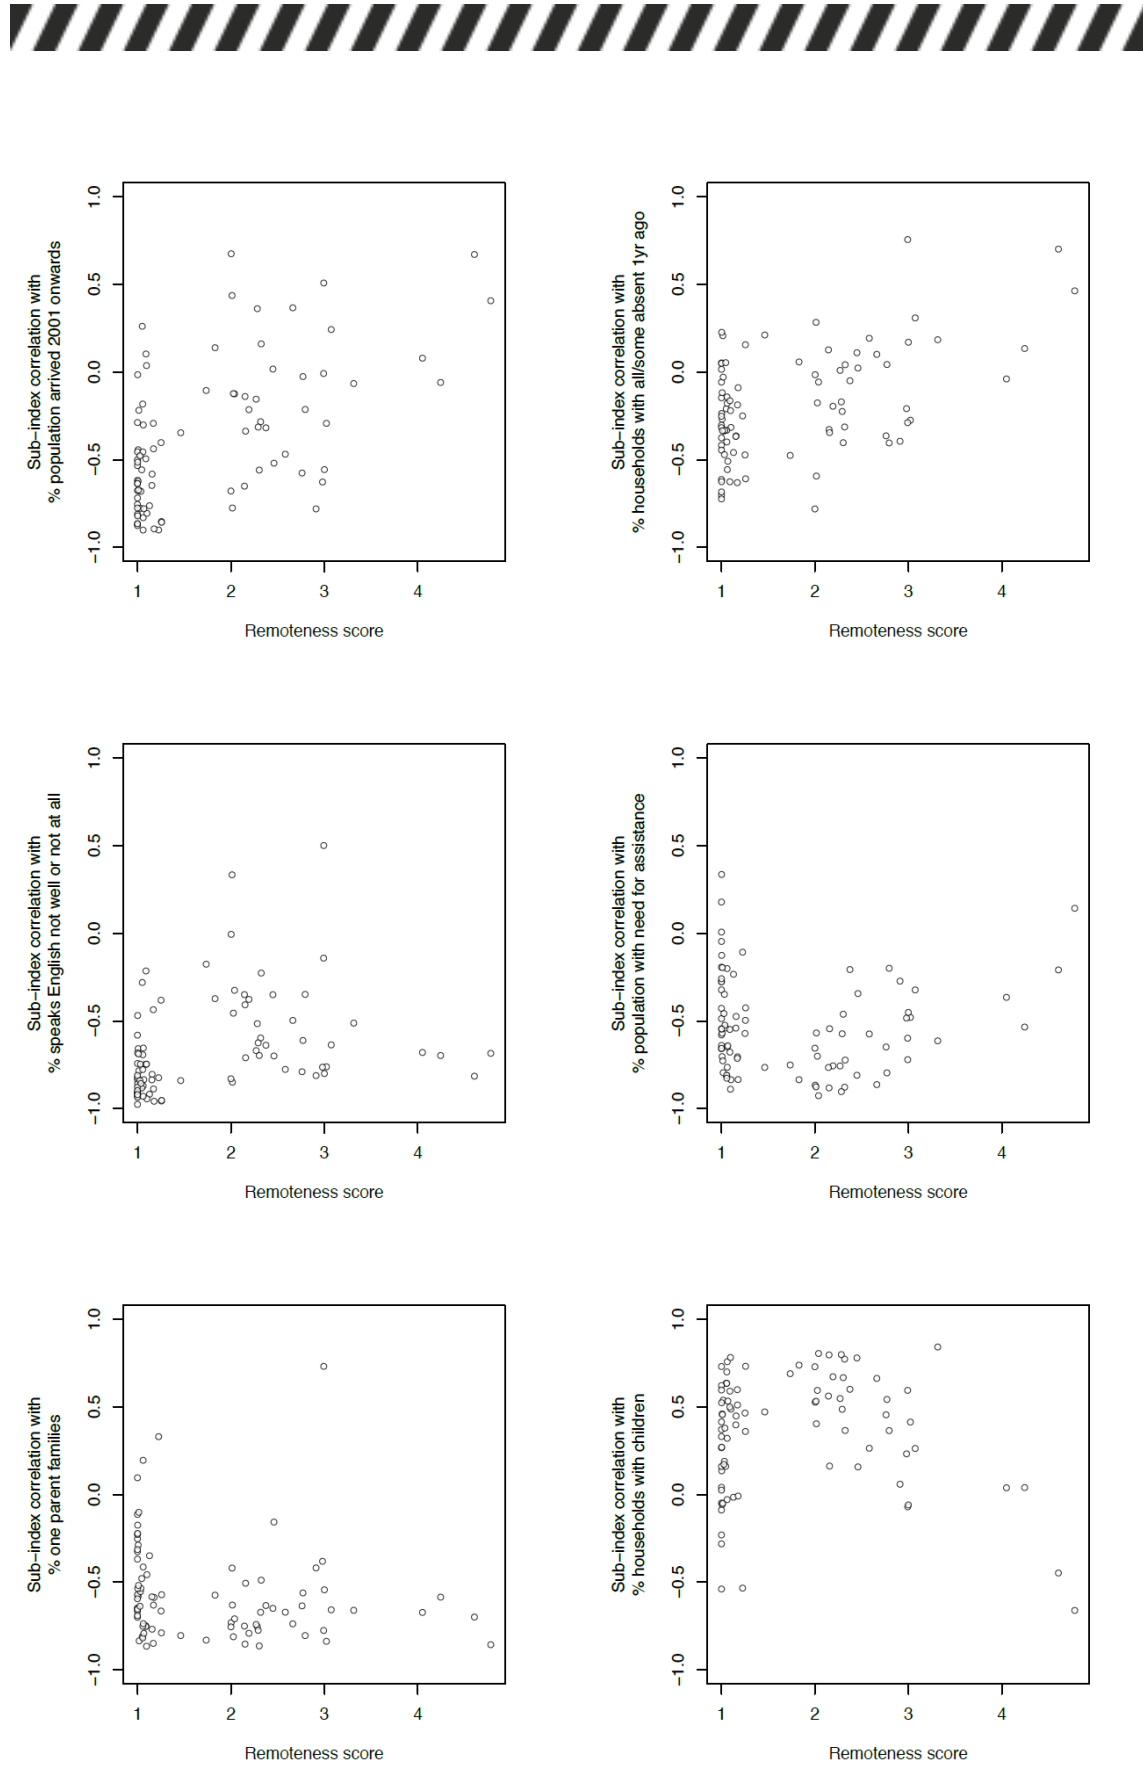 Sub−index correlation with
% population arrived 2001 onwards
1.0
0.5
0.0
−0.5
−1.0
1 2 3 4
Remoteness score
Sub−index correlation with
% households with all/some absent 1yr ago
1.0
0.5
0.0
−0.5
−1.0
1 2 3 4
Remoteness score
Sub−index correlation with
% speaks English not well or not at all
1.0
0.5
0.0
−0.5
−1.0
1 2 3 4
Remoteness score
Sub−index correlation with
% population with need for assistance
1.0
0.5
0.0
−0.5
−1.0
1 2 3 4
Remoteness score
Sub−index correlation with
% one parent families
1.0
0.5
0.0
−0.5
−1.0
1 2 3 4
Remoteness score
Sub−index correlation with
% households with children
1.0
0.5
0.0
−0.5
−1.0
1 2 3 4
Remoteness score